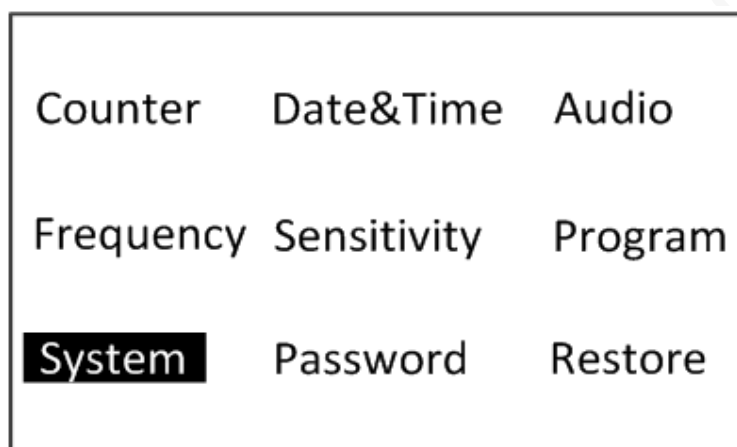 Counter Date&Time Audio
Frequency Sensitivity Program
System Password Restore